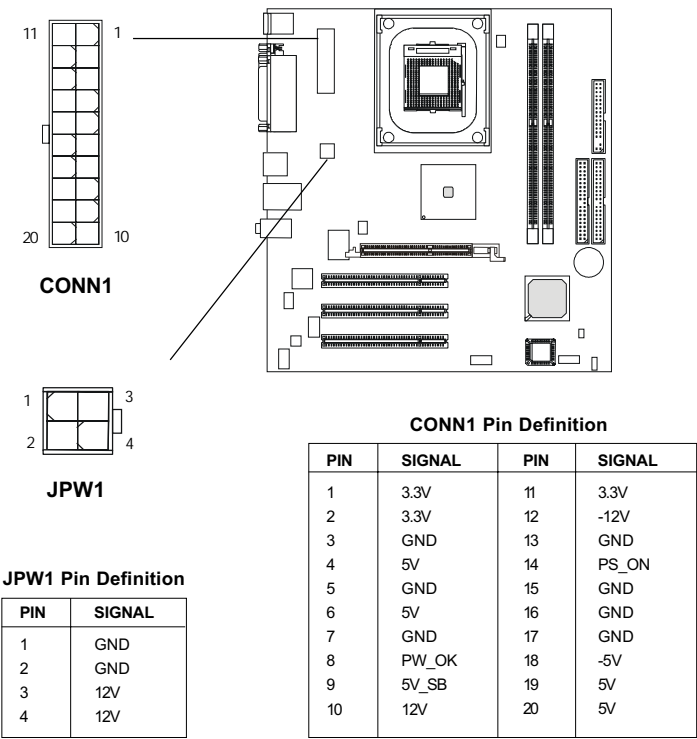 11 1
20 10
CONN1
1 3
2 4
JPW1
CONN1 Pin Definition
PIN SIGNAL PIN SIGNAL
1 3.3V 11 3.3V
2 3.3V 12 -12V
3 GND 13 GND
4 5V 14 PS_ON
5 GND 15 GND
6 5V 16 GND
7 GND 17 GND
8 PW_OK 18 -5V
9 5V_SB 19 5V
10 12V 20 5V
JPW1 Pin Definition
PIN SIGNAL
1 GND
2 GND
3 12V
4 12V